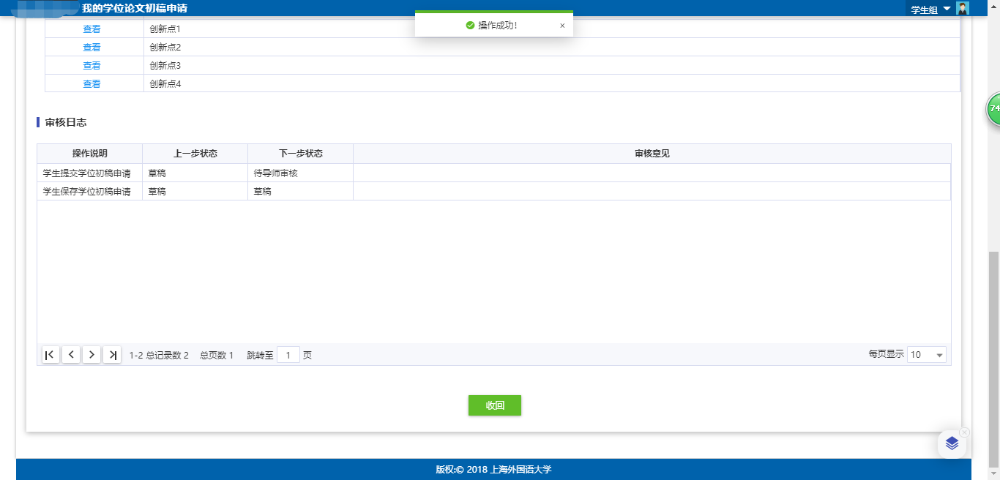 我的学位论文初稿申请
学生组
操作成功!
×
查看 创新点1
查看 创新点2
查看 创新点3
查看 创新点4
74
审核日志
操作说明 上一步状态 下一步状态 审核意见
学生提交学位初稿申请 草稿 待导师审核
学生保存学位初稿申请 草稿 草稿
1-2 总记录数 2 总页数 1 跳转至 1 页 每页显示 10
收回
版权:© 2018 上海外国语大学